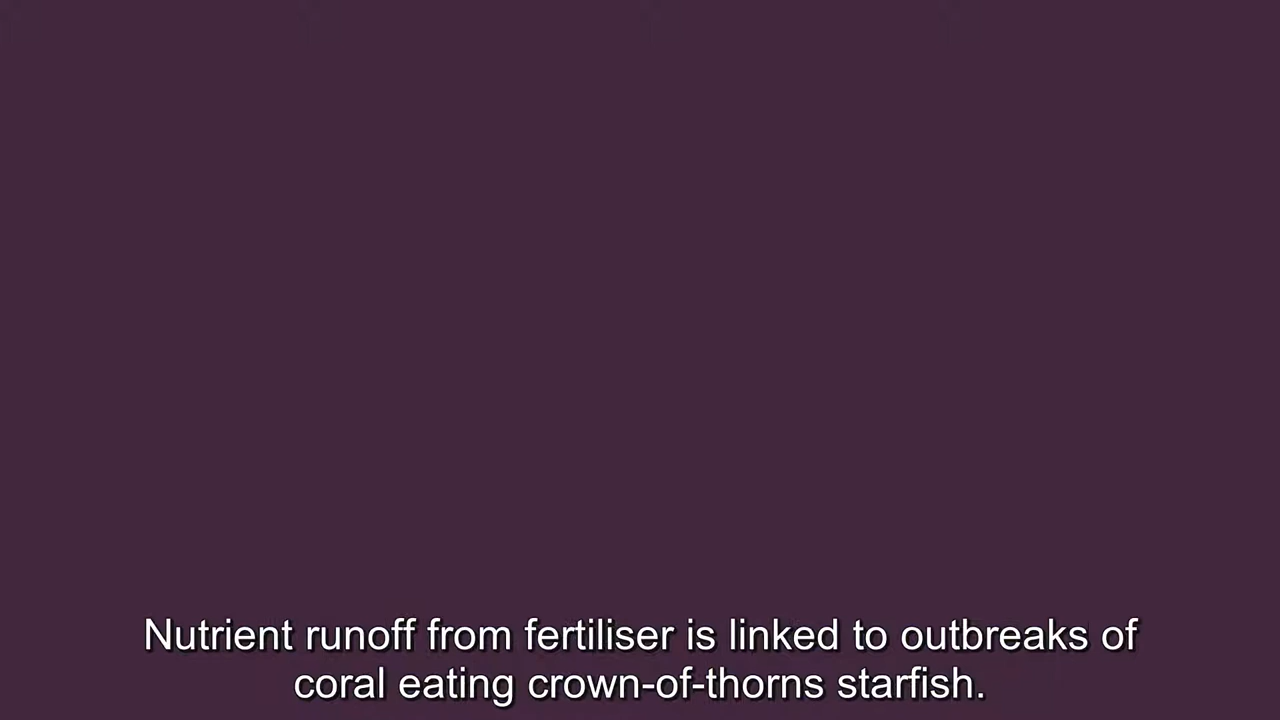 Nutrient runoff from fertiliser is linked to outbreaks of
coral eating crown-of-thorns starfish.